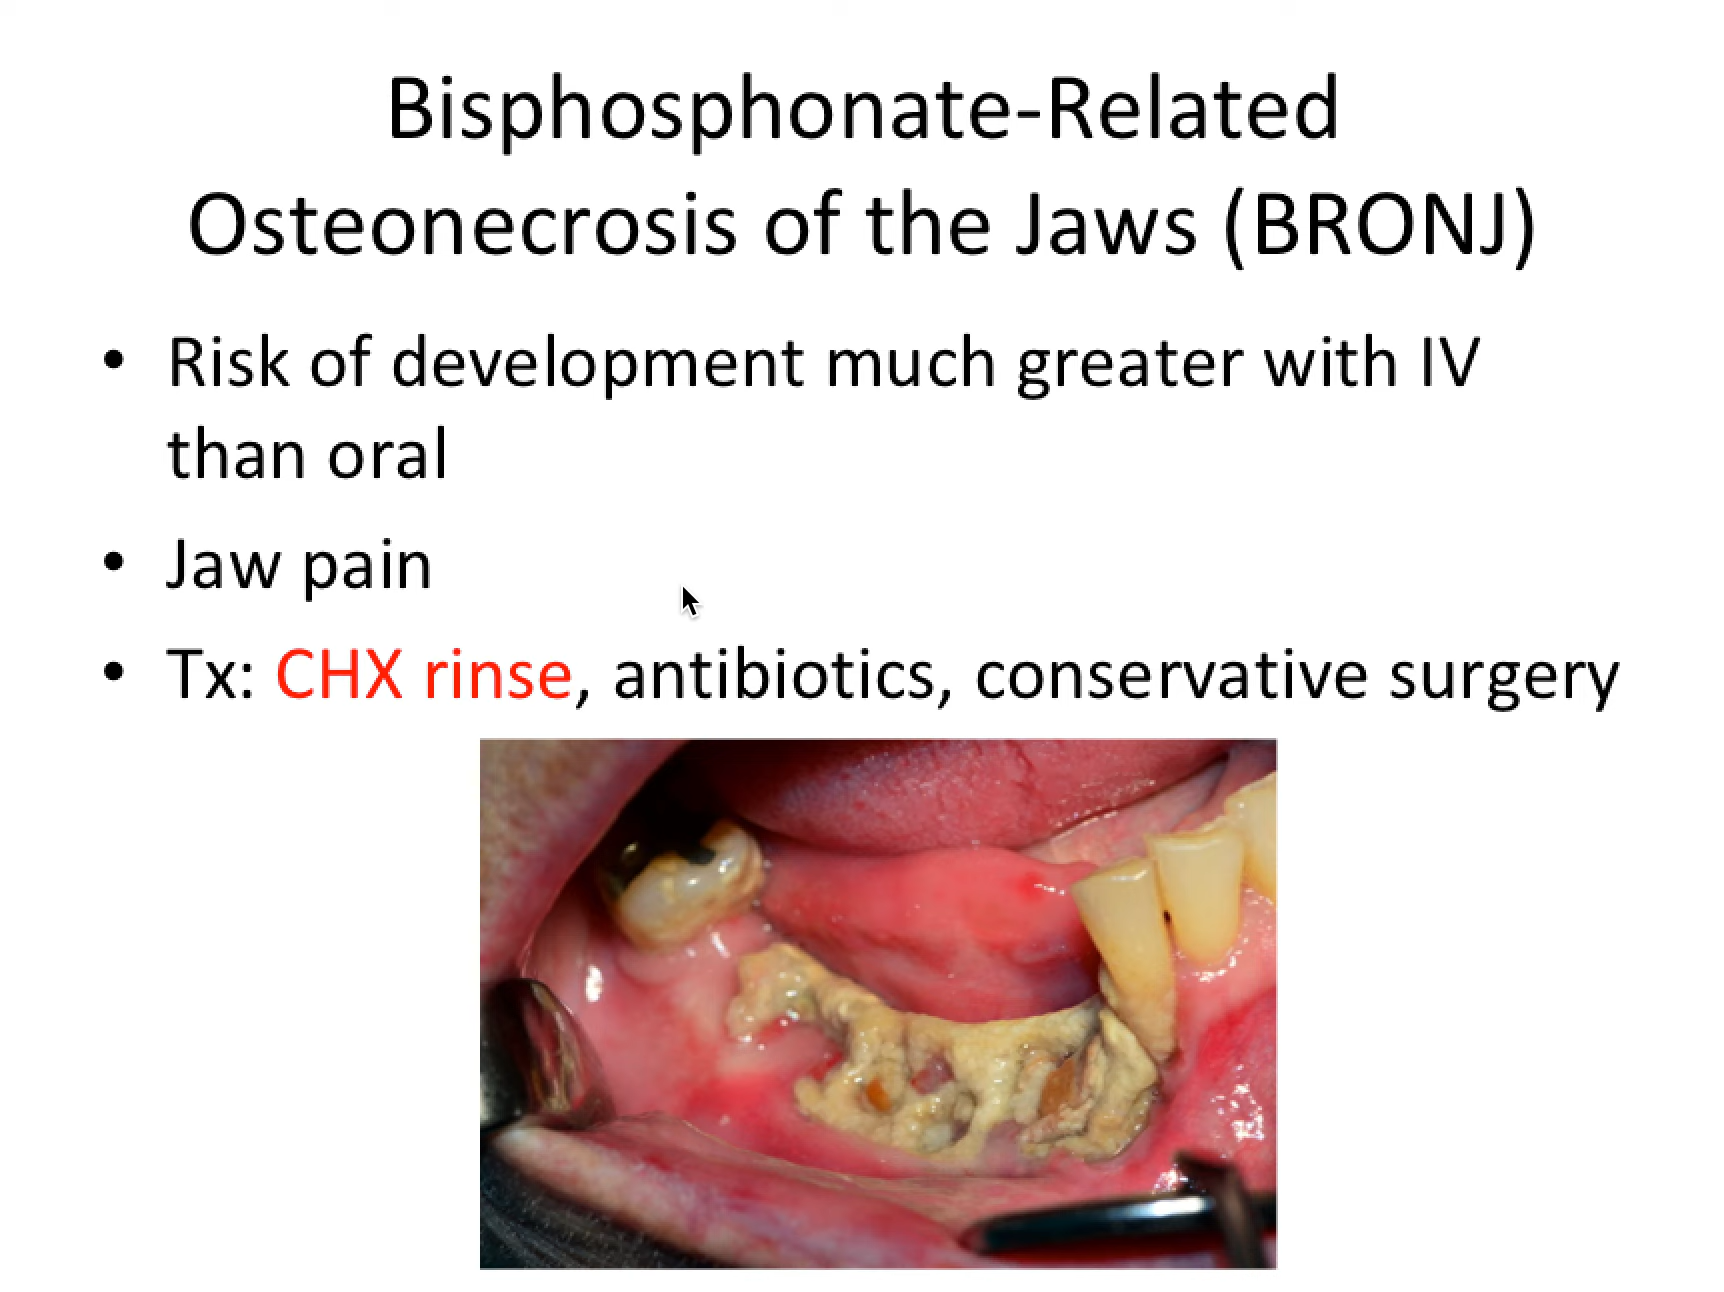 Bisphosphonate-Related
Osteonecrosis of the Jaws (BRONJ)
• Risk of development much greater with IV
than oral
• Jaw pain
• Tx: CHX rinse, antibiotics, conservative surgery